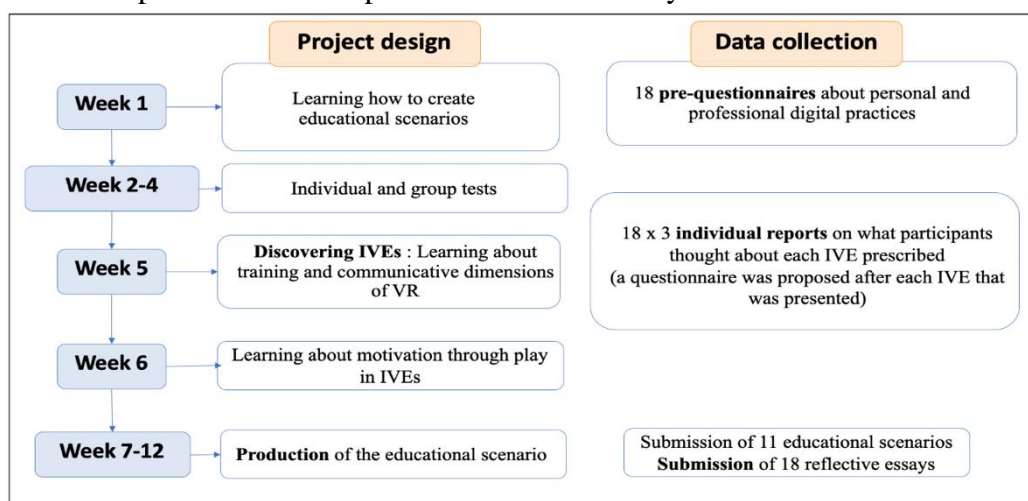 Project design
Data collection
Week 1
Learning how to create
educational scenarios
18 pre-questionnaires about personal and
professional digital practices
Week 2-4
Individual and group tests
18 x 3 individual reports on what participants
thought about each IVE prescribed
(a questionnaire was proposed after each IVE that
was presented)
Week 5
Discovering IVEs : Learning about
training and communicative dimensions
of VR
Week 6
Learning about motivation through play
in IVEs
Week 7-12
Production of the educational scenario
Submission of 11 educational scenarios
Submission of 18 reflective essays